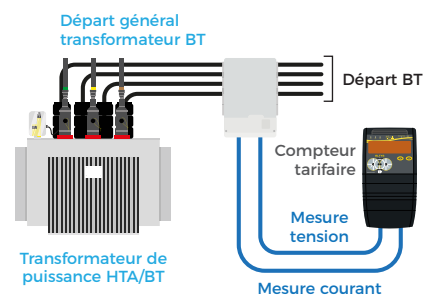 Départ général
transformateur BT
Départ BT
Compteur
tarifaire
Mesure
tension
Transformateur de
puissance HTA/BT
Mesure courant